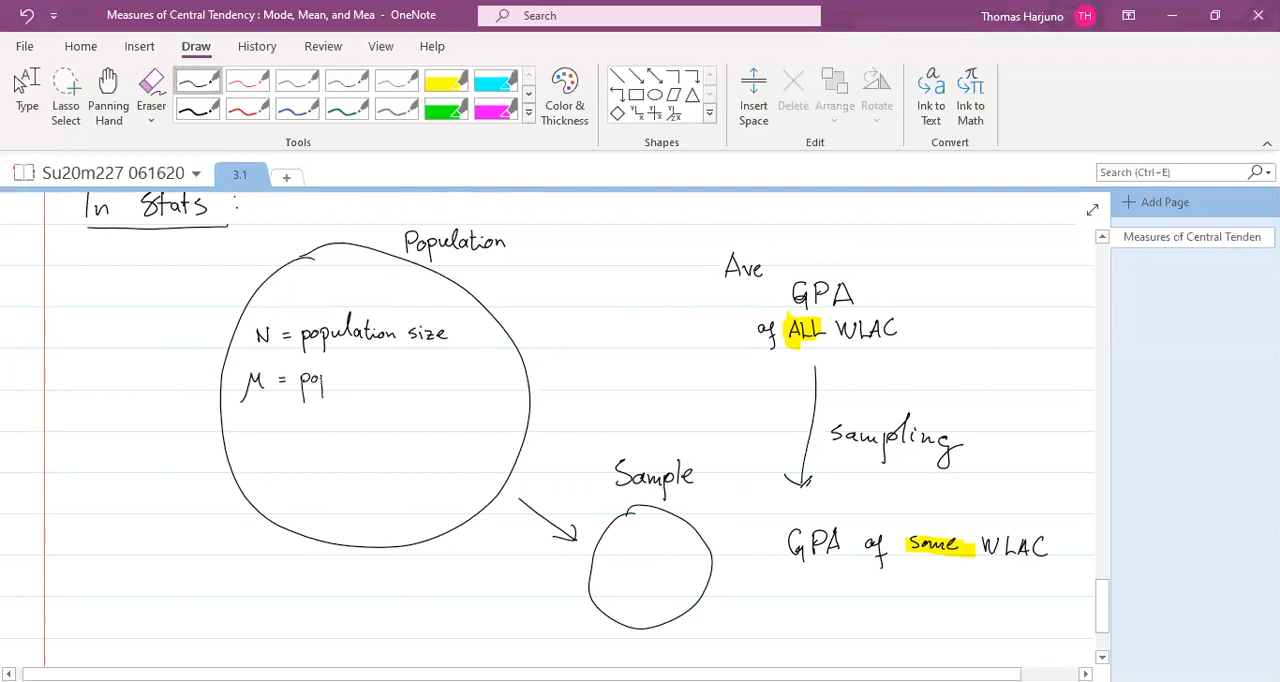 Measures of Central Tendency : Mode, Mean, and Mea - OneNote
Search
Thomas Harjuno
TH
File Home Insert Draw History Review View Help
Type
Lasso Select
Panning Hand
Eraser
Color & Thickness
Insert Space
Delete
Arrange
Rotate
Ink to Text
Ink to Math
Tools
Shapes
Edit
Convert
Su20m227 061620
3.1
Search (Ctrl+E)
Add Page
Measures of Central Tenden
In Stats :
Population
N = population size
μ = pop
Ave
GPA
of ALL WLAC
sampling
Sample
GPA of some WLAC